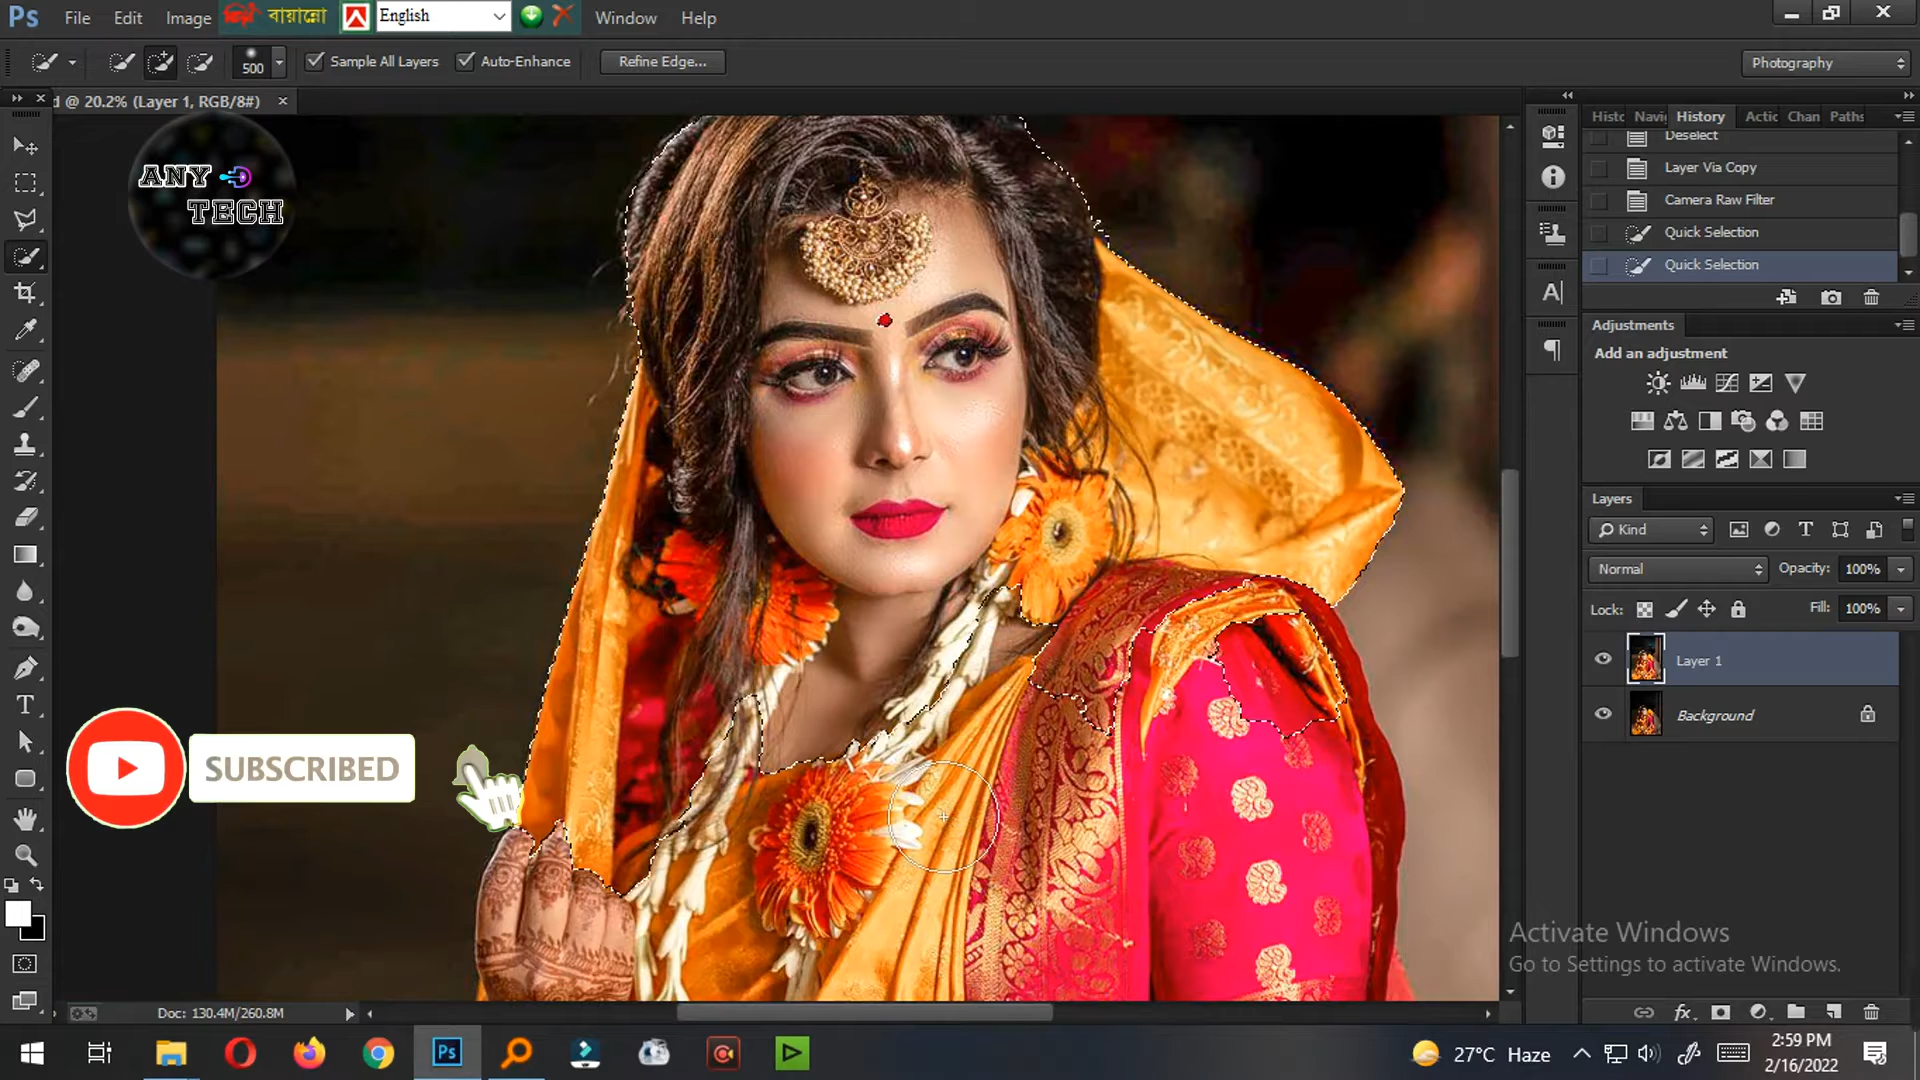 Ps File Edit Image বায়ান্নো English Window Help
500 Sample All Layers Auto-Enhance Refine Edge... Photography
d @ 20.2% (Layer 1, RGB/8#)
Histc Navi History Actic Chan Paths
ANY
TECH
Deselect
Layer Via Copy
Camera Raw Filter
Quick Selection
Quick Selection
Adjustments
Add an adjustment
Layers
Kind
Normal Opacity: 100%
Lock: Fill: 100%
Layer 1
Background
SUBSCRIBED
Activate Windows
Go to Settings to activate Windows.
Doc: 130.4M/260.8M
Ps
27°C Haze
2:59 PM
2/16/2022